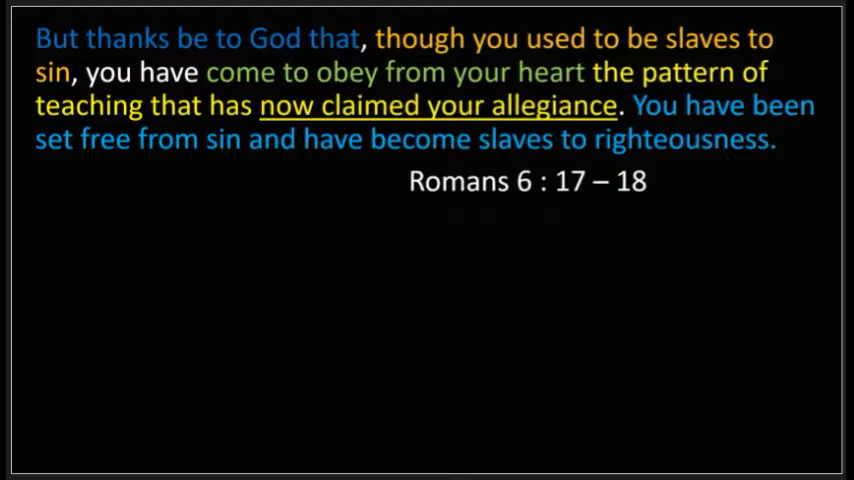 But thanks be to God that, though you used to be slaves to
sin, you have come to obey from your heart the pattern of
teaching that has now claimed your allegiance. You have been
set free from sin and have become slaves to righteousness.
Romans 6 : 17 – 18